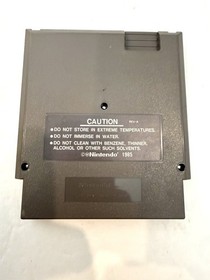 CAUTION
●DO NOT STORE IN EXTREME TEMPERATURES.
●DO NOT IMMERSE IN WATER.
●DO NOT CLEAN WITH BENZENE, THINNER,
ALCOHOL OR OTHER SUCH SOLVENTS.
Nintendo 1985